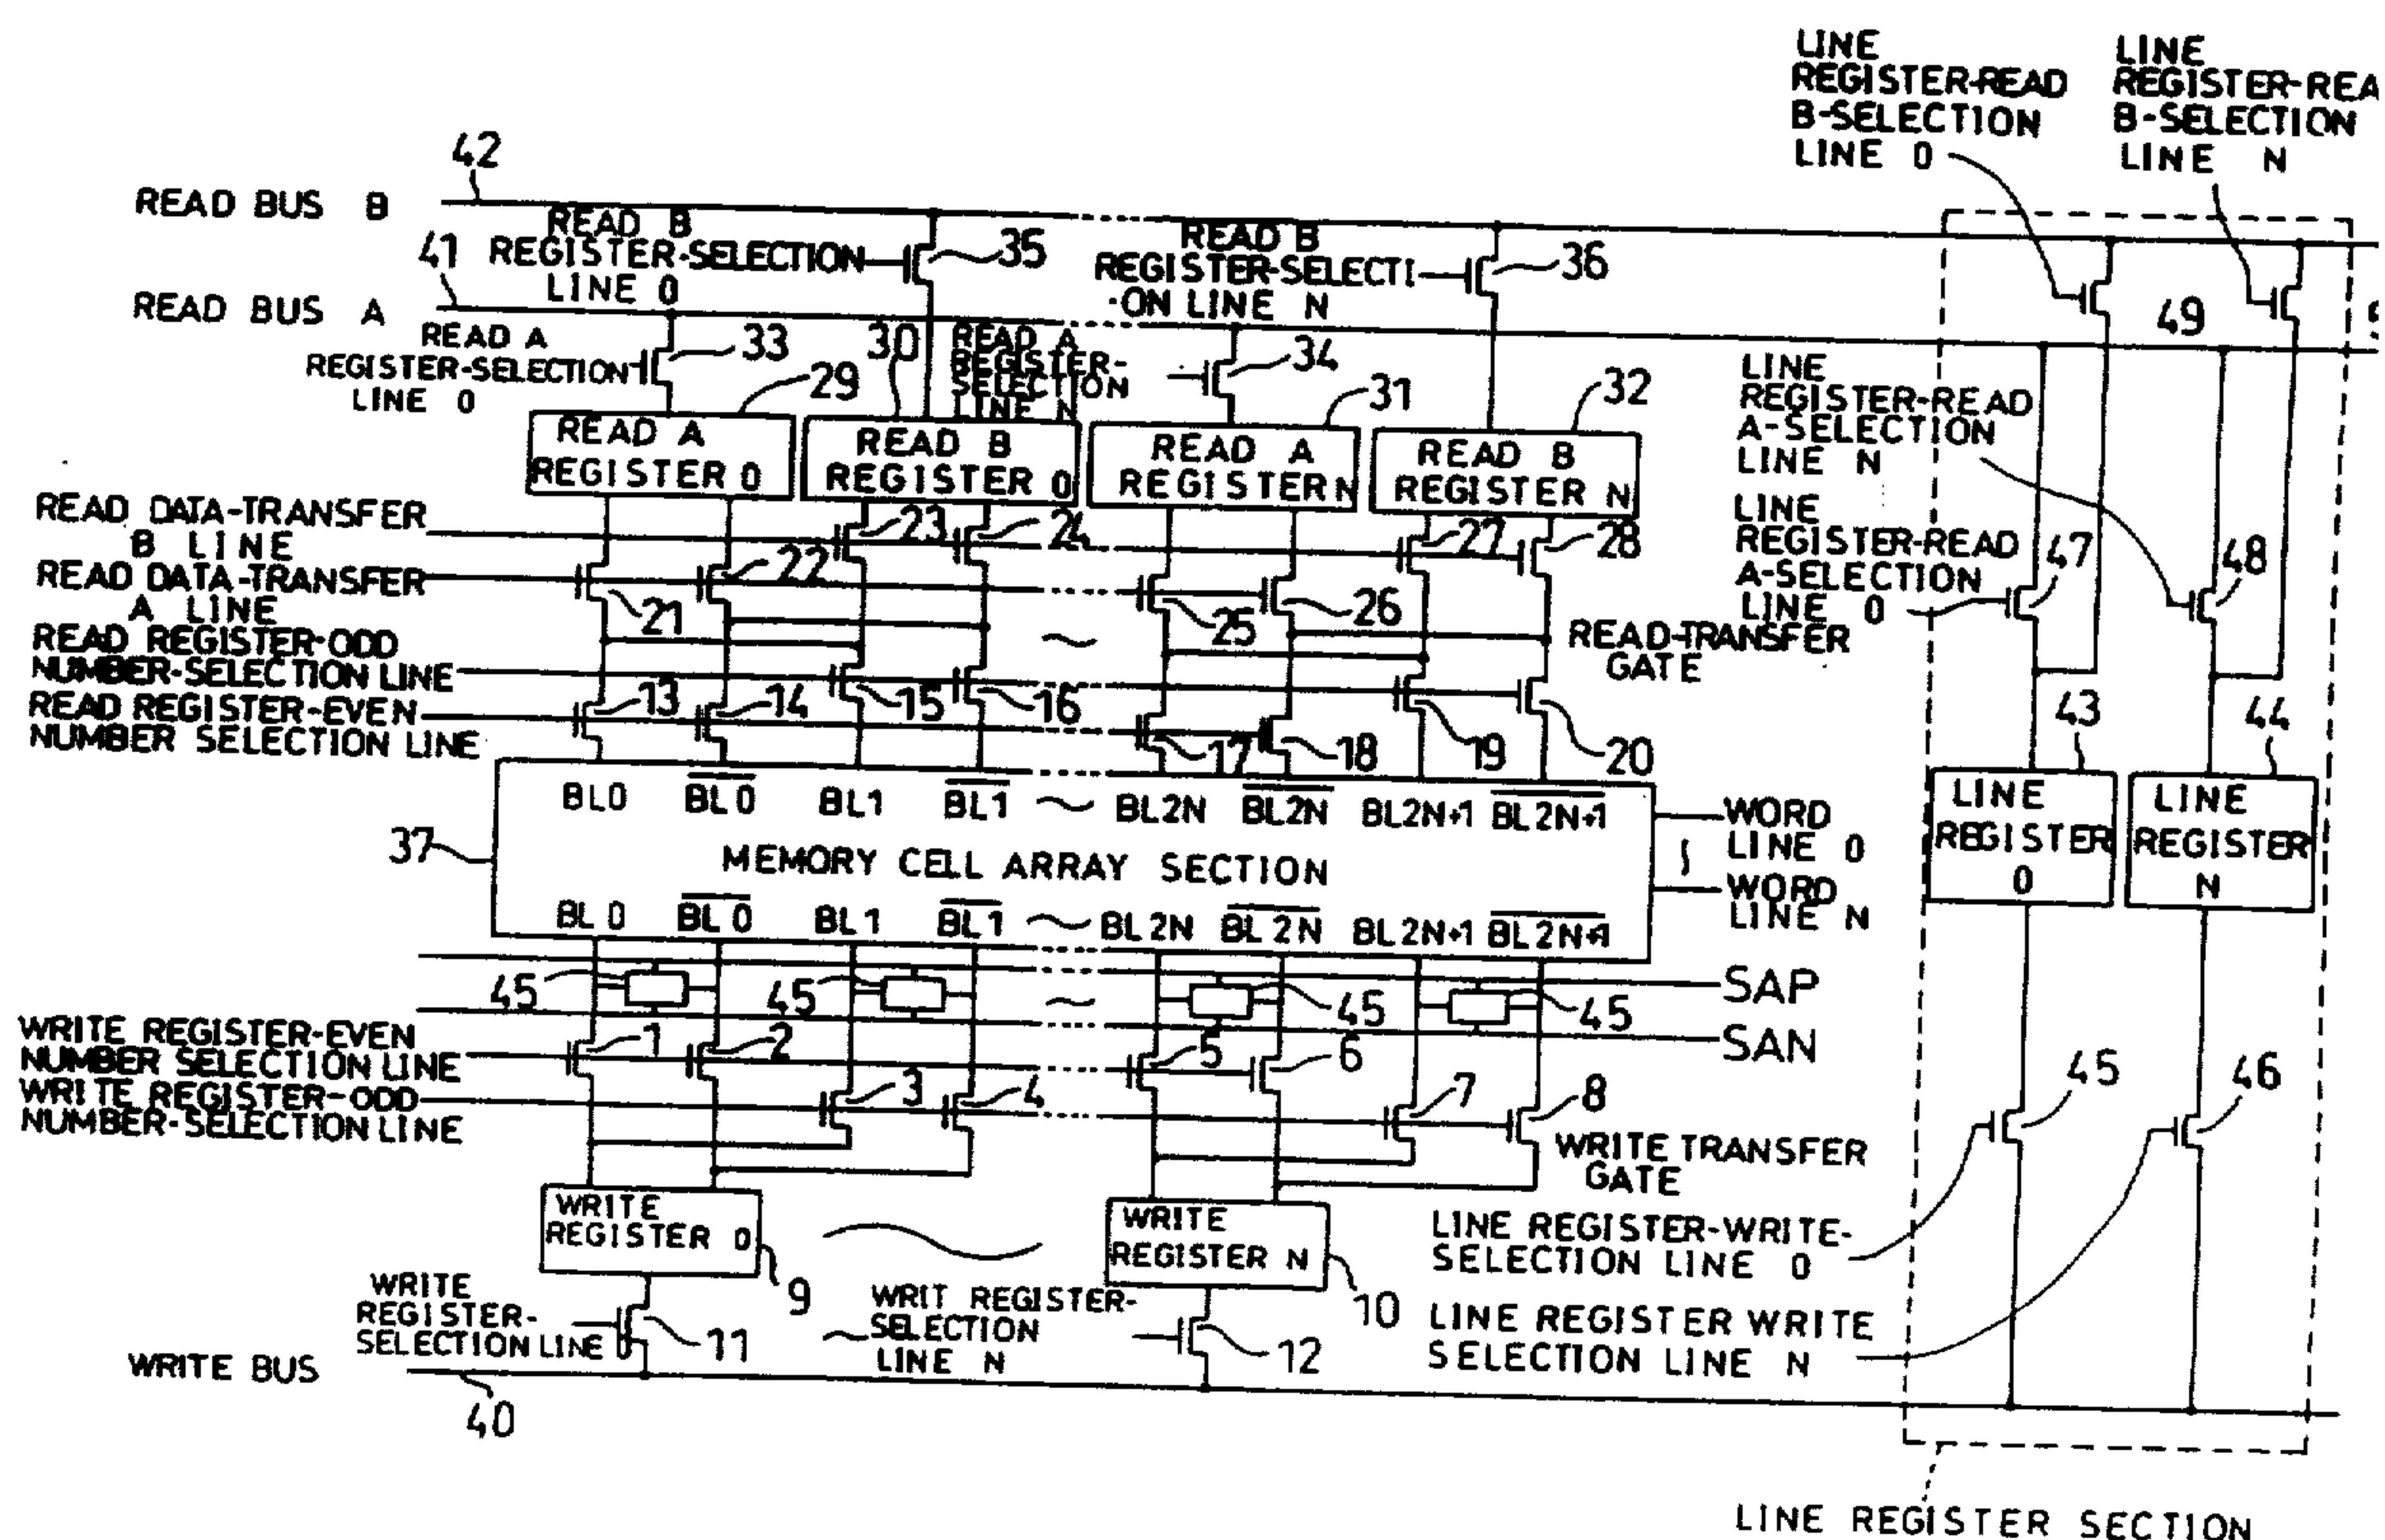 LINE
REGISTER-READ
B-SELECTION
LINE 0
LINE
REGISTER-REA
B-SELECTION
LINE N
42
READ BUS B
READ B
REGISTER-SELECTION
LINE 0
35
READ B
REGISTER-SELECTI
-ON LINE N
36
41
READ BUS A
READ A
REGISTER-SELECTION
LINE 0
33
30
READ A
REGISTER-
SELECTION
LINE N
34
49
29
31
32
LINE
REGISTER-READ
A-SELECTION
LINE N
READ A
REGISTER 0
READ B
REGISTER 0
READ A
REGISTER N
READ B
REGISTER N
LINE
REGISTER-READ
A-SELECTION
LINE 0
47
48
READ DATA-TRANSFER
B LINE
23
24
27
28
READ DATA-TRANSFER
A LINE
22
21
25
26
READ-TRANSFER
GATE
READ REGISTER-ODD
NUMBER-SELECTION LINE
READ REGISTER-EVEN
NUMBER SELECTION LINE
13
14
15
16
17
18
19
20
43
44
BL0
BL0
BL1
BL1
BL2N
BL2N
BL2N+1
BL2N+1
37
MEMORY CELL ARRAY SECTION
WORD
LINE 0
WORD
LINE N
LINE
REGISTER
0
LINE
REGISTER
N
BL0
BL0
BL1
BL1
BL2N
BL2N
BL2N+1
BL2N+1
45
45
45
45
SAP
SAN
WRITE REGISTER-EVEN
NUMBER SELECTION LINE
1
2
5
6
WRITE REGISTER-ODD
NUMBER-SELECTION LINE
3
4
7
8
45
46
WRITE TRANSFER
GATE
WRITE
REGISTER 0
9
WRITE
REGISTER N
10
LINE REGISTER-WRITE-
SELECTION LINE 0
WRITE
REGISTER-
SELECTION LINE 0
11
WRIT REGISTER-
SELECTION
LINE N
12
LINE REGISTER WRITE
SELECTION LINE N
WRITE BUS
40
LINE REGISTER SECTION